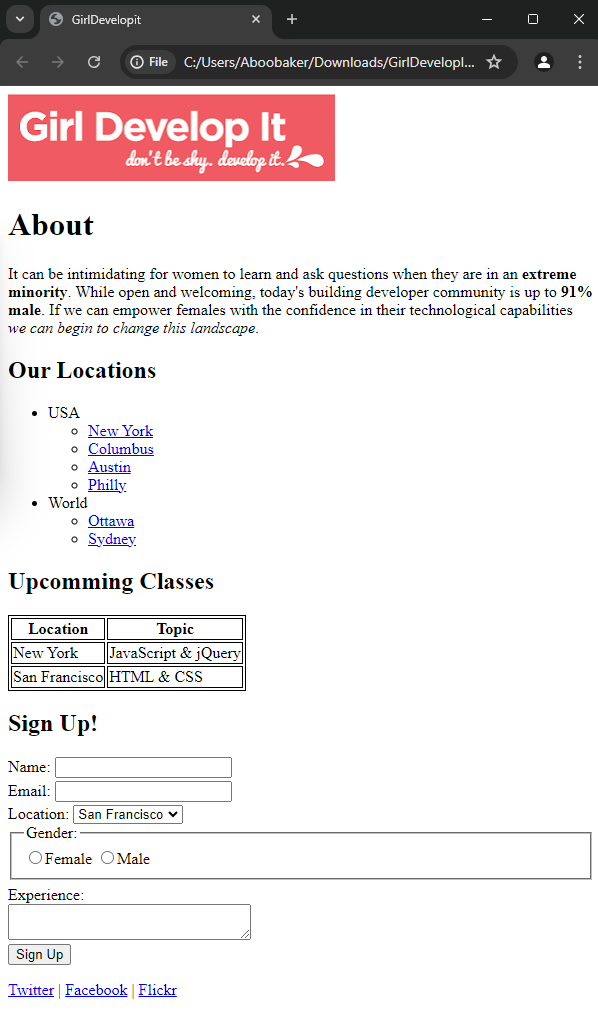 GirlDevelopit
File
C:/Users/Aboobaker/Downloads/GirlDevelopI...
Girl Develop It
don't be shy. develop it.
About
It can be intimidating for women to learn and ask questions when they are in an extreme
minority. While open and welcoming, today's building developer community is up to 91%
male. If we can empower females with the confidence in their technological capabilities
we can begin to change this landscape.
Our Locations
USA
New York
Columbus
Austin
Philly
World
Ottawa
Sydney
Upcomming Classes
Location Topic
New York JavaScript & jQuery
San Francisco HTML & CSS
Sign Up!
Name:
Email:
Location: San Francisco
Gender:
Female Male
Experience:
Sign Up
Twitter | Facebook | Flickr